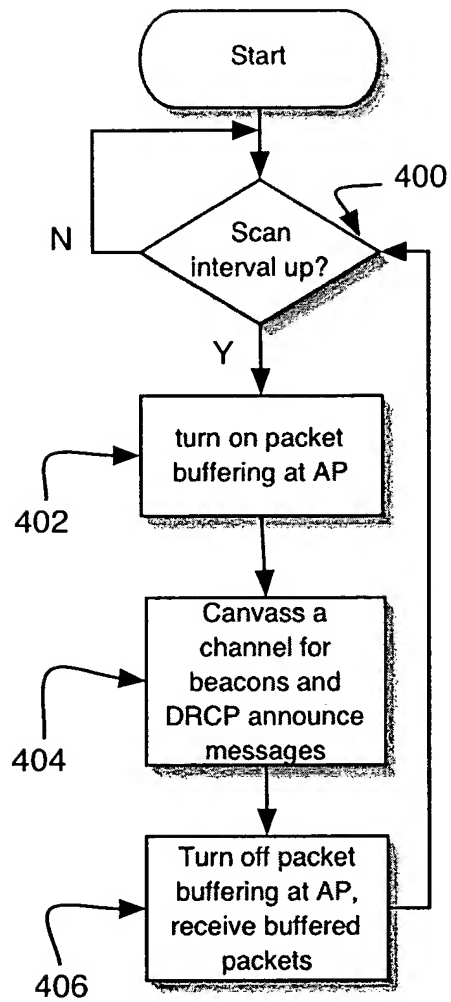 Start
400
Scan
interval up?
N
Y
turn on packet
buffering at AP
402
Canvass a
channel for
beacons and
DRCP announce
messages
404
Turn off packet
buffering at AP,
receive buffered
packets
406